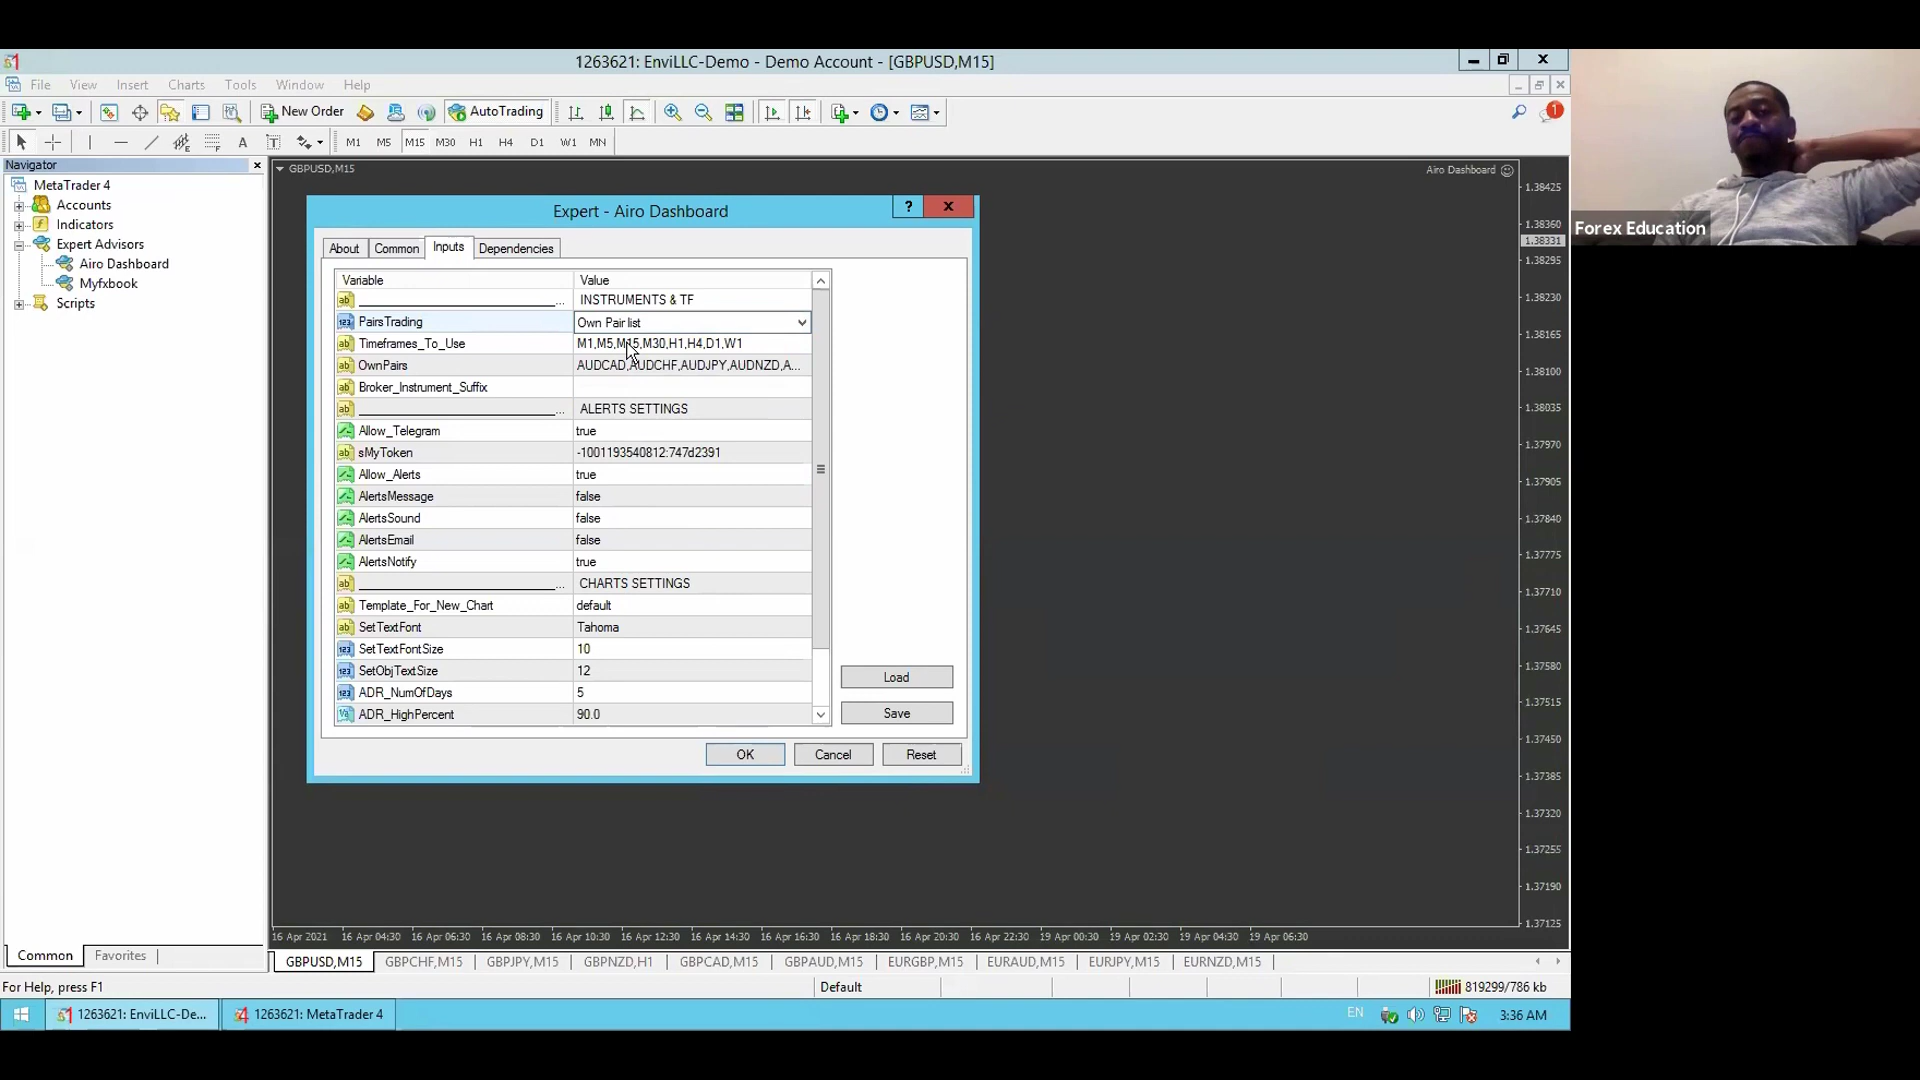 1263621: EnviLLC-Demo - Demo Account - [GBPUSD,M15]
File View Insert Charts Tools Window Help
New Order AutoTrading 1
A T M1 M5 M15 M30 H1 H4 D1 W1 MN
Navigator
MetaTrader 4
Accounts
Indicators
Expert Advisors
Airo Dashboard
Myfxbook
Scripts
Common Favorites
GBPUSD,M15
Airo Dashboard
Expert - Airo Dashboard
About Common Inputs Dependencies
Variable Value
INSTRUMENTS & TF
PairsTrading Own Pair list
Timeframes_To_Use M1,M5,M15,M30,H1,H4,D1,W1
OwnPairs AUDCAD,AUDCHF,AUDJPY,AUDNZD,A...
Broker_Instrument_Suffix
ALERTS SETTINGS
Allow_Telegram true
sMyToken -1001193540812:747d2391
Allow_Alerts true
AlertsMessage false
AlertsSound false
AlertsEmail false
AlertsNotify true
CHARTS SETTINGS
Template_For_New_Chart default
SetTextFont Tahoma
SetTextFontSize 10
SetObjTextSize 12
ADR_NumOfDays 5
ADR_HighPercent 90.0
Load
Save
OK Cancel Reset
1.38425
1.38360
1.38331
1.38295
1.38230
1.38165
1.38100
1.38035
1.37970
1.37905
1.37840
1.37775
1.37710
1.37645
1.37580
1.37515
1.37450
1.37385
1.37320
1.37255
1.37190
1.37125
16 Apr 2021 16 Apr 04:30 16 Apr 06:30 16 Apr 08:30 16 Apr 10:30 16 Apr 12:30 16 Apr 14:30 16 Apr 16:30 16 Apr 18:30 16 Apr 20:30 16 Apr 22:30 19 Apr 00:30 19 Apr 02:30 19 Apr 04:30 19 Apr 06:30
GBPUSD,M15 GBPCHF,M15 GBPJPY,M15 GBPNZD,H1 GBPCAD,M15 GBPAUD,M15 EURGBP,M15 EURAUD,M15 EURJPY,M15 EURNZD,M15
For Help, press F1 Default 819299/786 kb
1263621: EnviLLC-De... 1263621: MetaTrader 4 EN 3:36 AM
Forex Education